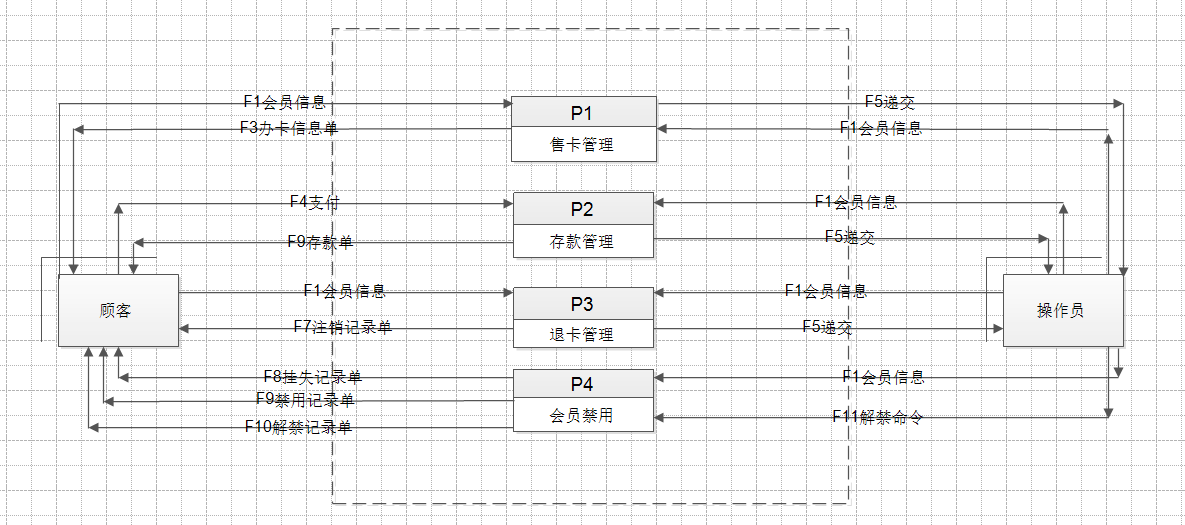 F1会员信息
P1
F5递交
F3办卡信息单
售卡管理
F1会员信息
F4支付
P2
F1会员信息
F9存款单
存款管理
F5递交
F1会员信息
P3
F1会员信息
顾客
操作员
F7注销记录单
退卡管理
F5递交
F8挂失记录单
P4
F1会员信息
F9禁用记录单
会员禁用
F10解禁记录单
F11解禁命令